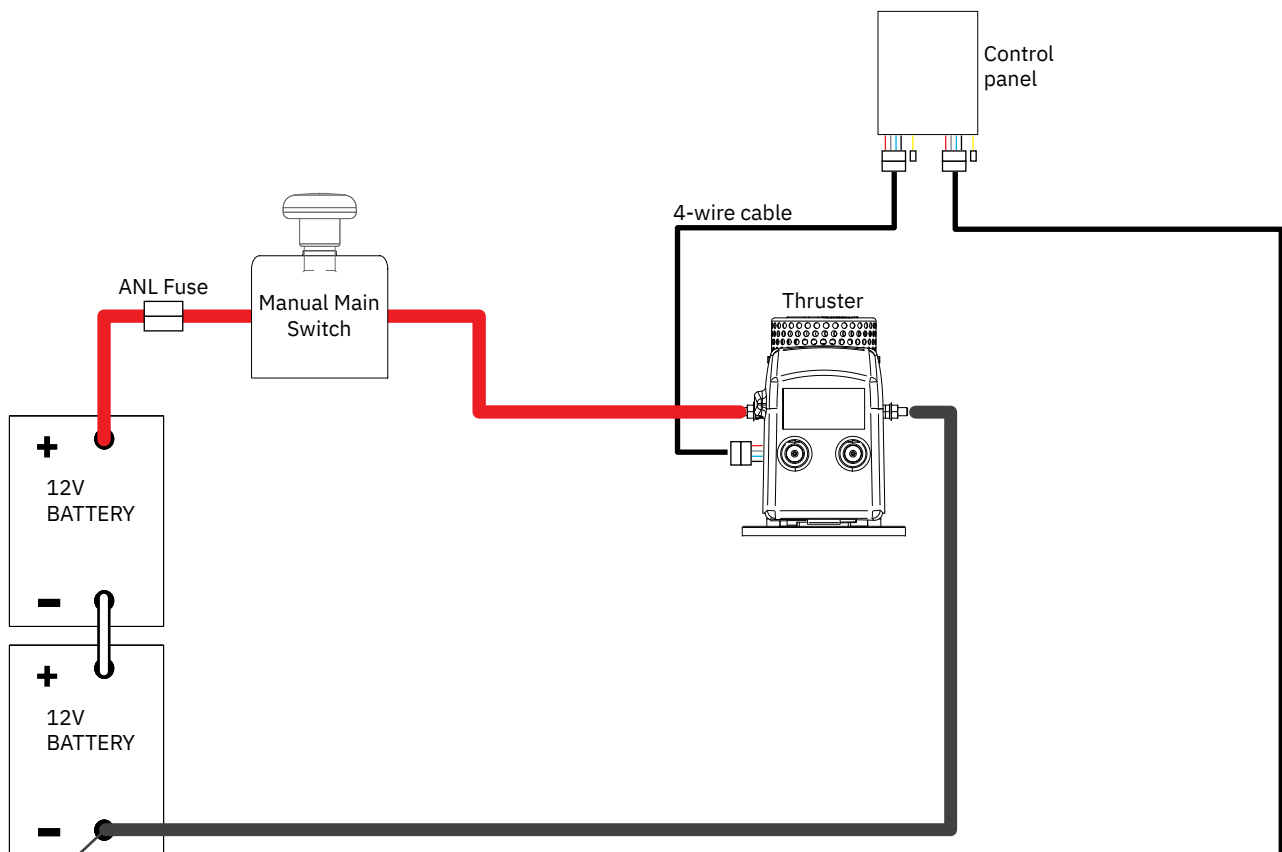 Control
panel
4-wire cable
ANL Fuse
Manual Main
Switch
Thruster
+
12V
BATTERY
-
+
12V
BATTERY
-